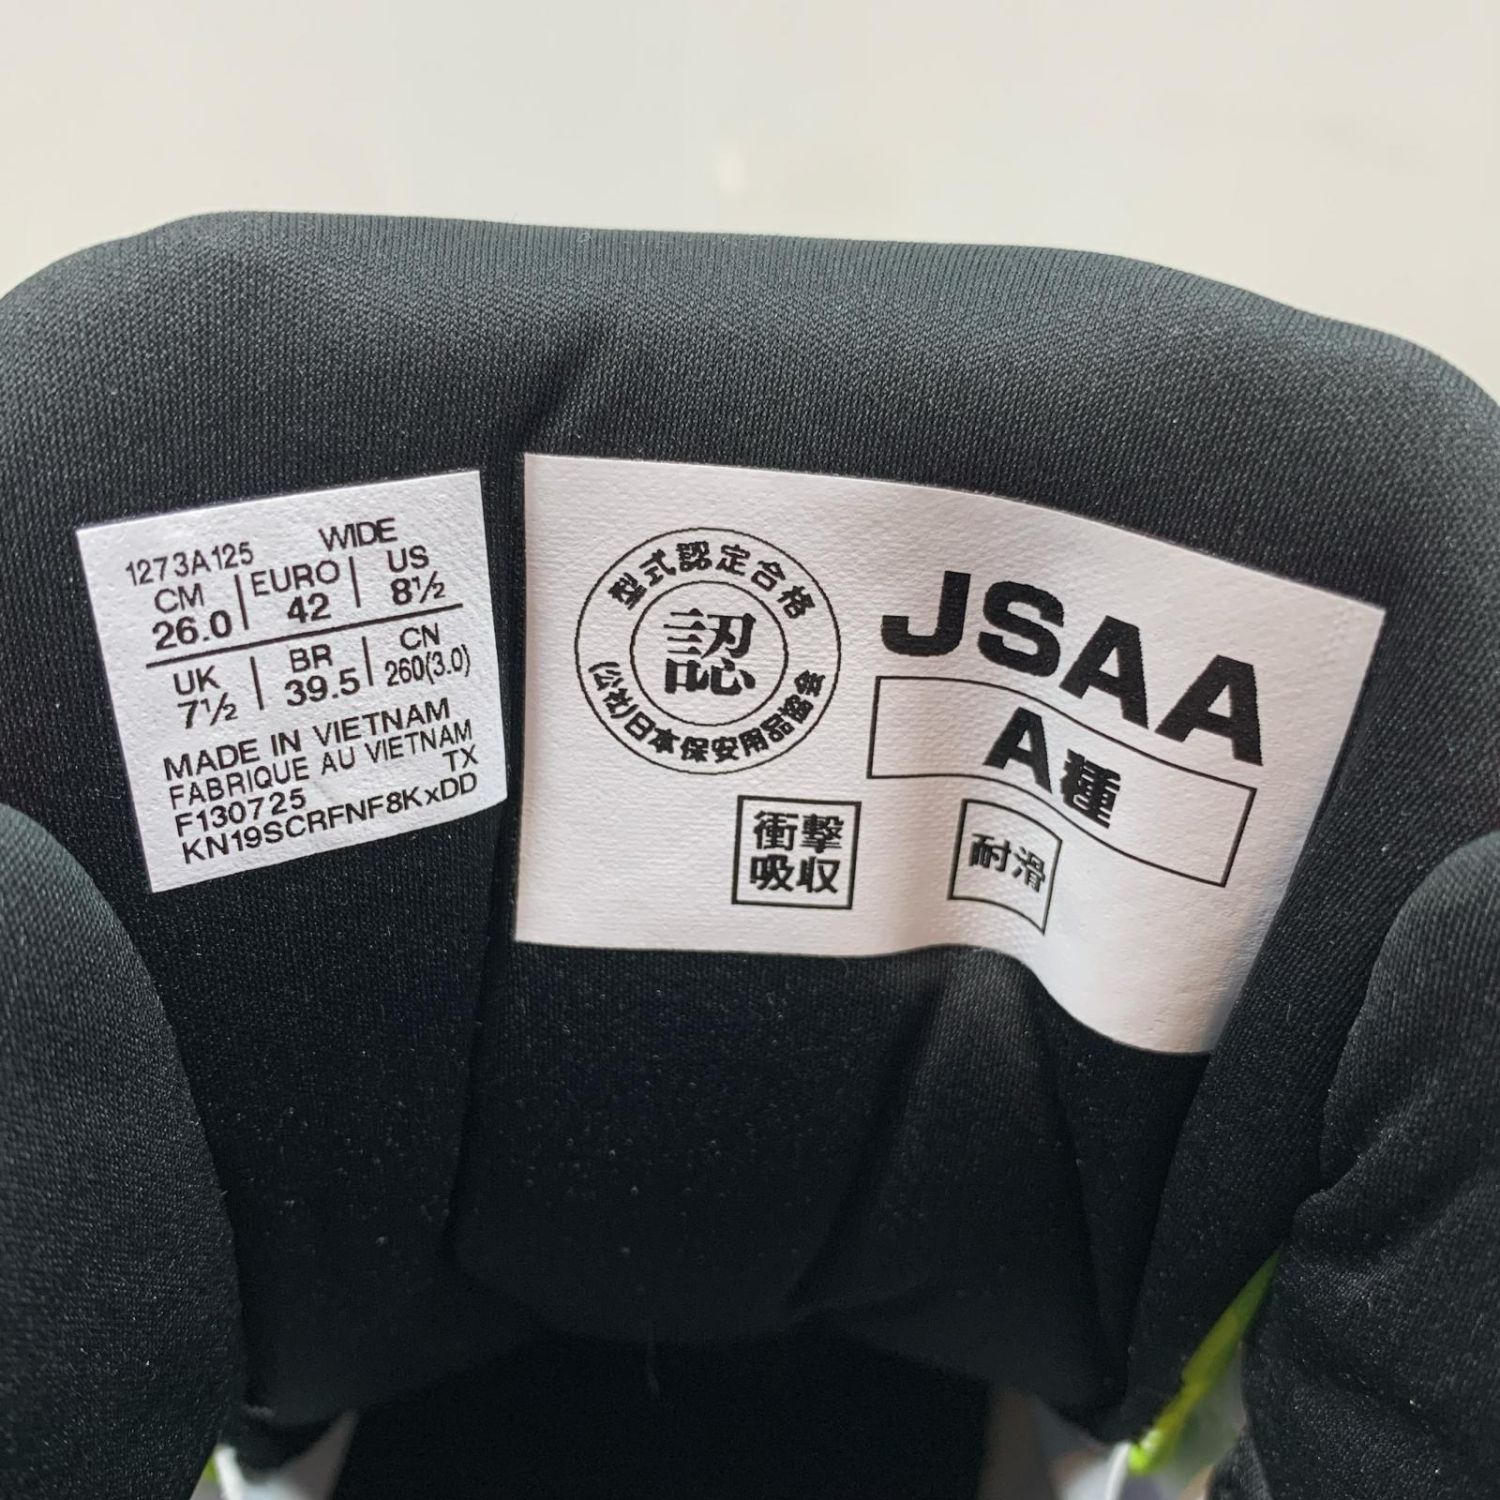 1273A125 WIDE
CM EURO US
26.0 42 8½
UK BR CN
7½ 39.5 260(3.0)
MADE IN VIETNAM
FABRIQUE AU VIETNAM
TX
F130725
KN19SCRFNF8KxDD
型式認定合格
認
(公社)日本保安用品協会
JSAA
A種
衝撃
吸収
耐滑